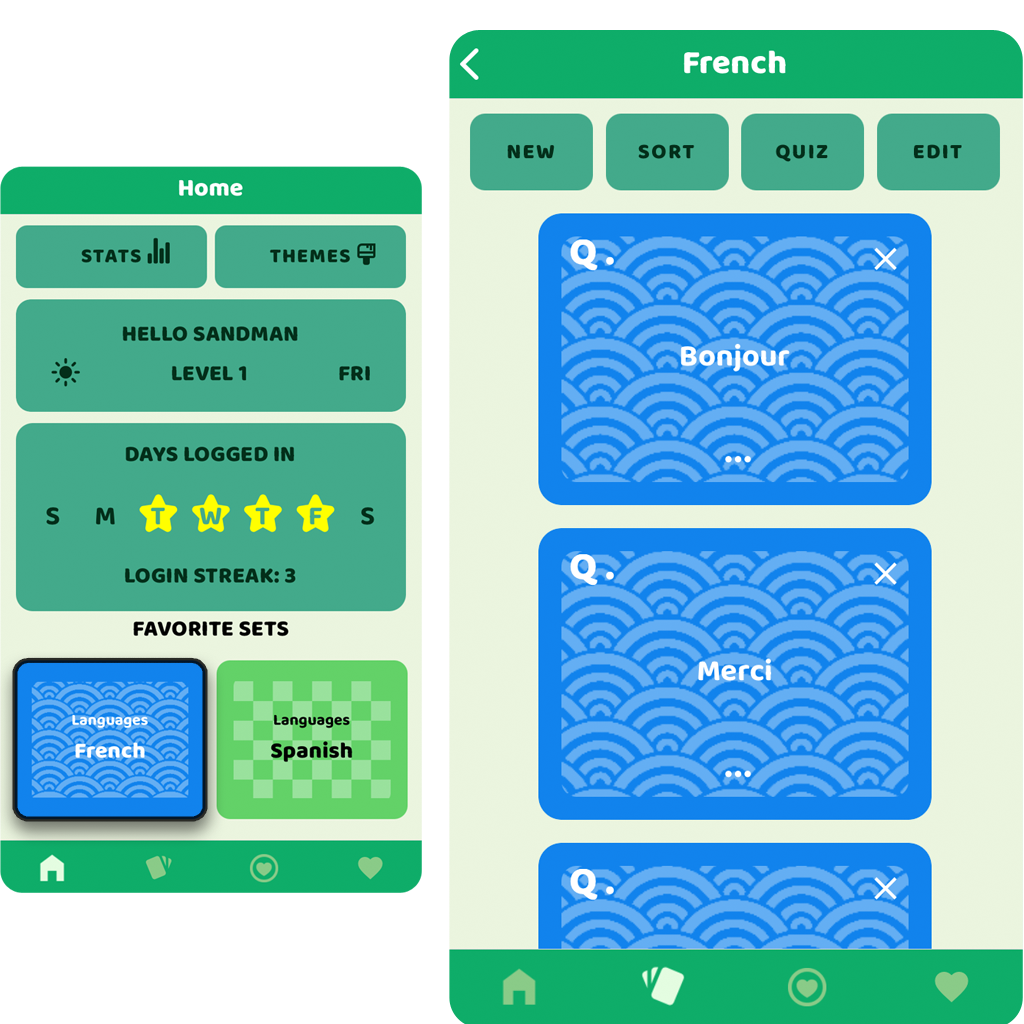 Home
STATS
THEMES
HELLO SANDMAN
LEVEL 1
FRI
DAYS LOGGED IN
S M T W T F S
LOGIN STREAK: 3
FAVORITE SETS
Languages
French
Languages
Spanish
French
NEW
SORT
QUIZ
EDIT
Q.
Bonjour
...
Q.
Merci
...
Q.